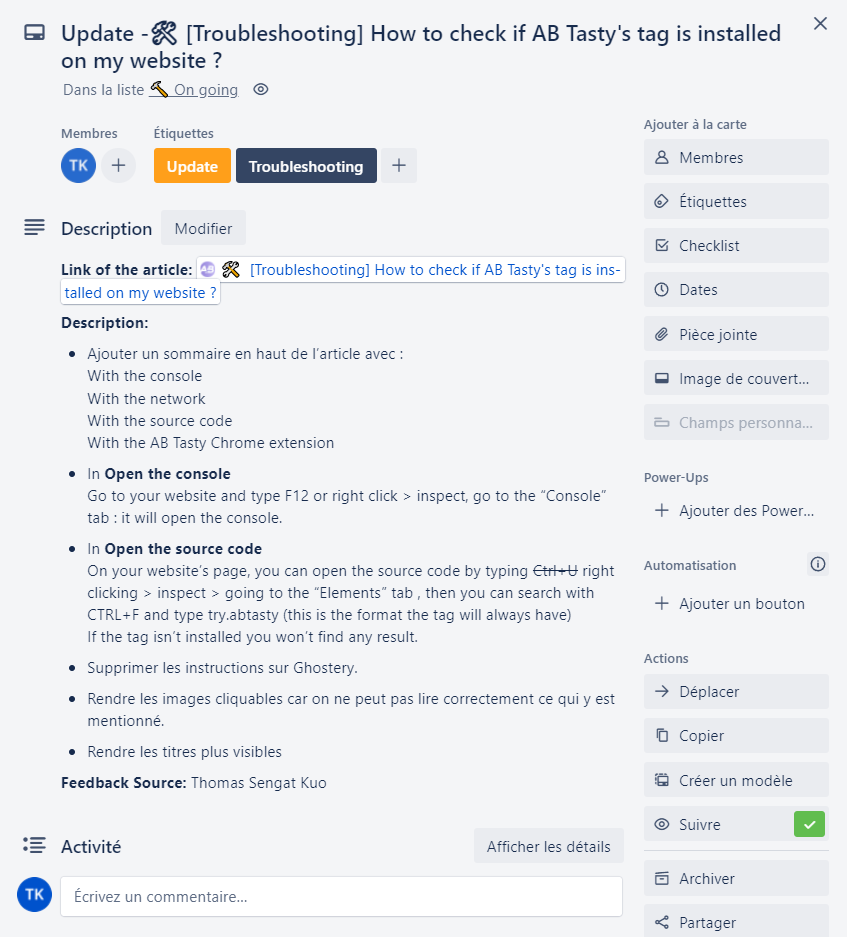 Update -🛠 [Troubleshooting] How to check if AB Tasty's tag is installed
on my website ?
Dans la liste 🔨 On going
Membres
TK
Étiquettes
Update
Troubleshooting
Description
Modifier
Link of the article: AB 🛠 [Troubleshooting] How to check if AB Tasty's tag is ins-
talled on my website ?
Description:
• Ajouter un sommaire en haut de l’article avec :
With the console
With the network
With the source code
With the AB Tasty Chrome extension
• In Open the console
Go to your website and type F12 or right click > inspect, go to the “Console”
tab : it will open the console.
• In Open the source code
On your website’s page, you can open the source code by typing Ctrl+U right
clicking > inspect > going to the “Elements” tab , then you can search with
CTRL+F and type try.abtasty (this is the format the tag will always have)
If the tag isn’t installed you won’t find any result.
• Supprimer les instructions sur Ghostery.
• Rendre les images cliquables car on ne peut pas lire correctement ce qui y est
mentionné.
• Rendre les titres plus visibles
Feedback Source: Thomas Sengat Kuo
Activité
Afficher les détails
TK
Écrivez un commentaire…
Ajouter à la carte
Membres
Étiquettes
Checklist
Dates
Pièce jointe
Image de couvert...
Champs personna...
Power-Ups
Ajouter des Power...
Automatisation
Ajouter un bouton
Actions
Déplacer
Copier
Créer un modèle
Suivre
Archiver
Partager